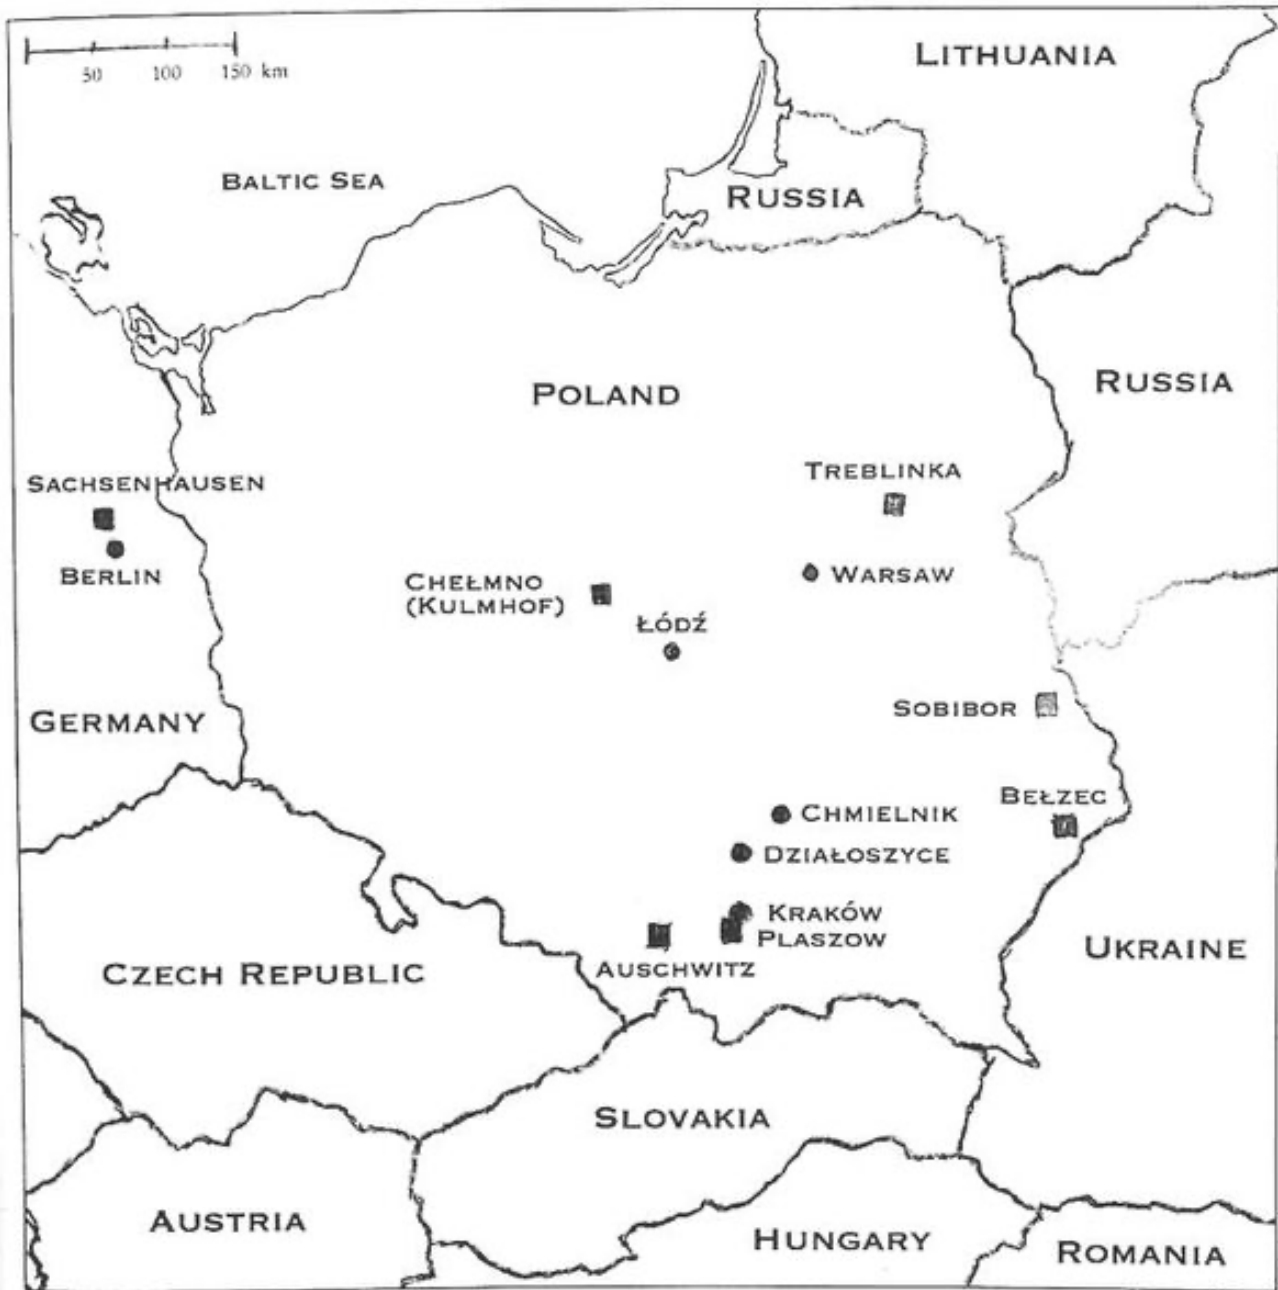 50 100 150 km
LITHUANIA
BALTIC SEA
RUSSIA
POLAND
RUSSIA
TREBLINKA
SACHSENHAUSEN
BERLIN
CHEŁMNO
(KULMHOF)
WARSAW
ŁÓDŹ
SOBIBOR
GERMANY
BEŁZEC
CHMIELNIK
DZIAŁOSZYCE
KRAKÓW
PLASZOW
AUSCHWITZ
UKRAINE
CZECH REPUBLIC
SLOVAKIA
AUSTRIA
HUNGARY
ROMANIA